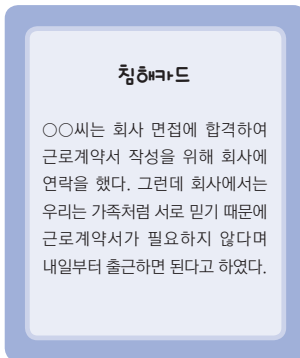 침해카드
○○씨는 회사 면접에 합격하여
근로계약서 작성을 위해 회사에
연락을 했다. 그런데 회사에서는
우리는 가족처럼 서로 믿기 때문에
근로계약서가 필요하지 않다며
내일부터 출근하면 된다고 하였다.